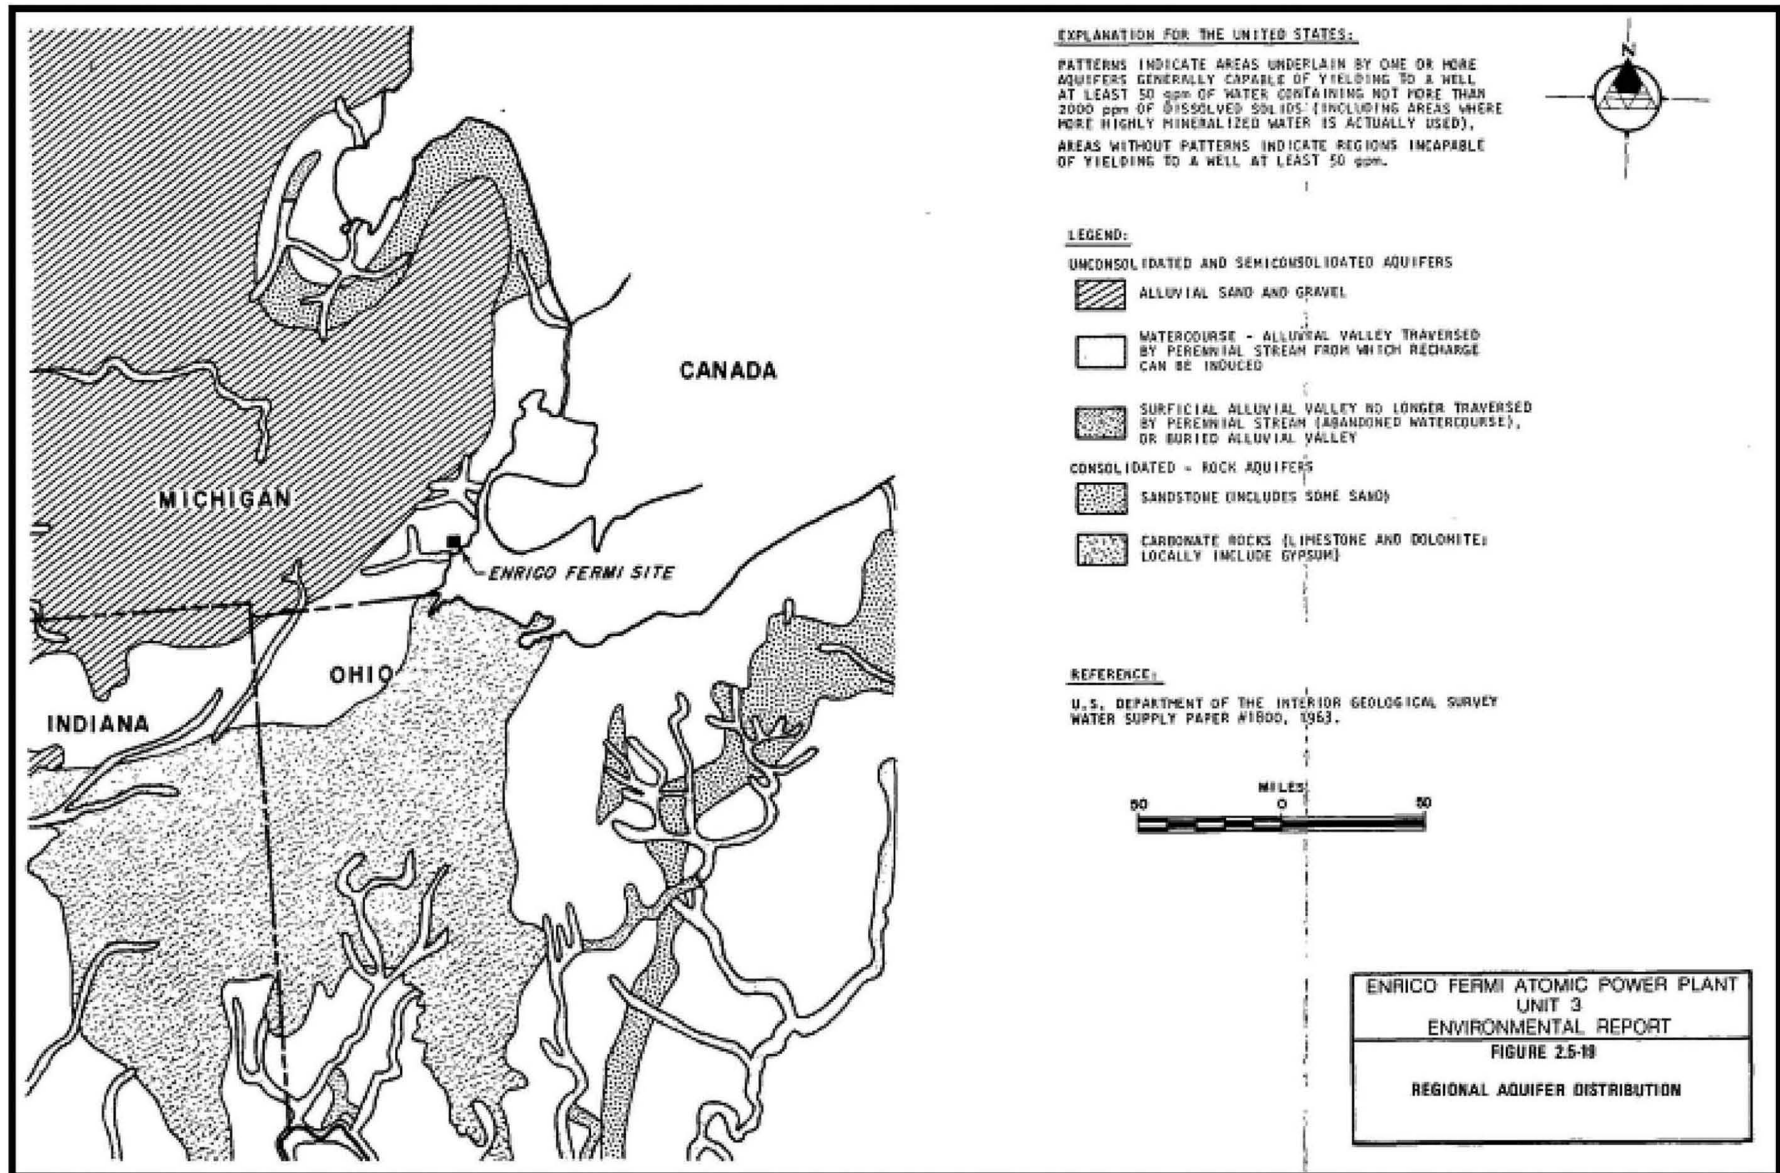 EXPLANATION FOR THE UNITED STATES:
PATTERNS INDICATE AREAS UNDERLAIN BY ONE OR MORE
AQUIFERS GENERALLY CAPABLE OF YIELDING TO A WELL
AT LEAST 50 gpm OF WATER CONTAINING NOT MORE THAN
2000 ppm OF DISSOLVED SOLIDS (INCLUDING AREAS WHERE
MORE HIGHLY MINERALIZED WATER IS ACTUALLY USED),
AREAS WITHOUT PATTERNS INDICATE REGIONS INCAPABLE
OF YIELDING TO A WELL AT LEAST 50 gpm.
N
LEGEND:
UNCONSOLIDATED AND SEMICONSOLIDATED AQUIFERS
ALLUVIAL SAND AND GRAVEL
WATERCOURSE - ALLUVIAL VALLEY TRAVERSED
BY PERENNIAL STREAM FROM WHICH RECHARGE
CAN BE INDUCED
SURFICIAL ALLUVIAL VALLEY NO LONGER TRAVERSED
BY PERENNIAL STREAM (ABANDONED WATERCOURSE),
OR BURIED ALLUVIAL VALLEY
CONSOLIDATED - ROCK AQUIFERS
SANDSTONE (INCLUDES SOME SAND)
CARBONATE ROCKS (LIMESTONE AND DOLOMITE;
LOCALLY INCLUDE GYPSUM)
REFERENCE:
U.S. DEPARTMENT OF THE INTERIOR GEOLOGICAL SURVEY
WATER SUPPLY PAPER #1800, 1963.
MILES
50 0 50
CANADA
MICHIGAN
ENRICO FERMI SITE
OHIO
INDIANA
ENRICO FERMI ATOMIC POWER PLANT
UNIT 3
ENVIRONMENTAL REPORT
FIGURE 2.5-19
REGIONAL AQUIFER DISTRIBUTION